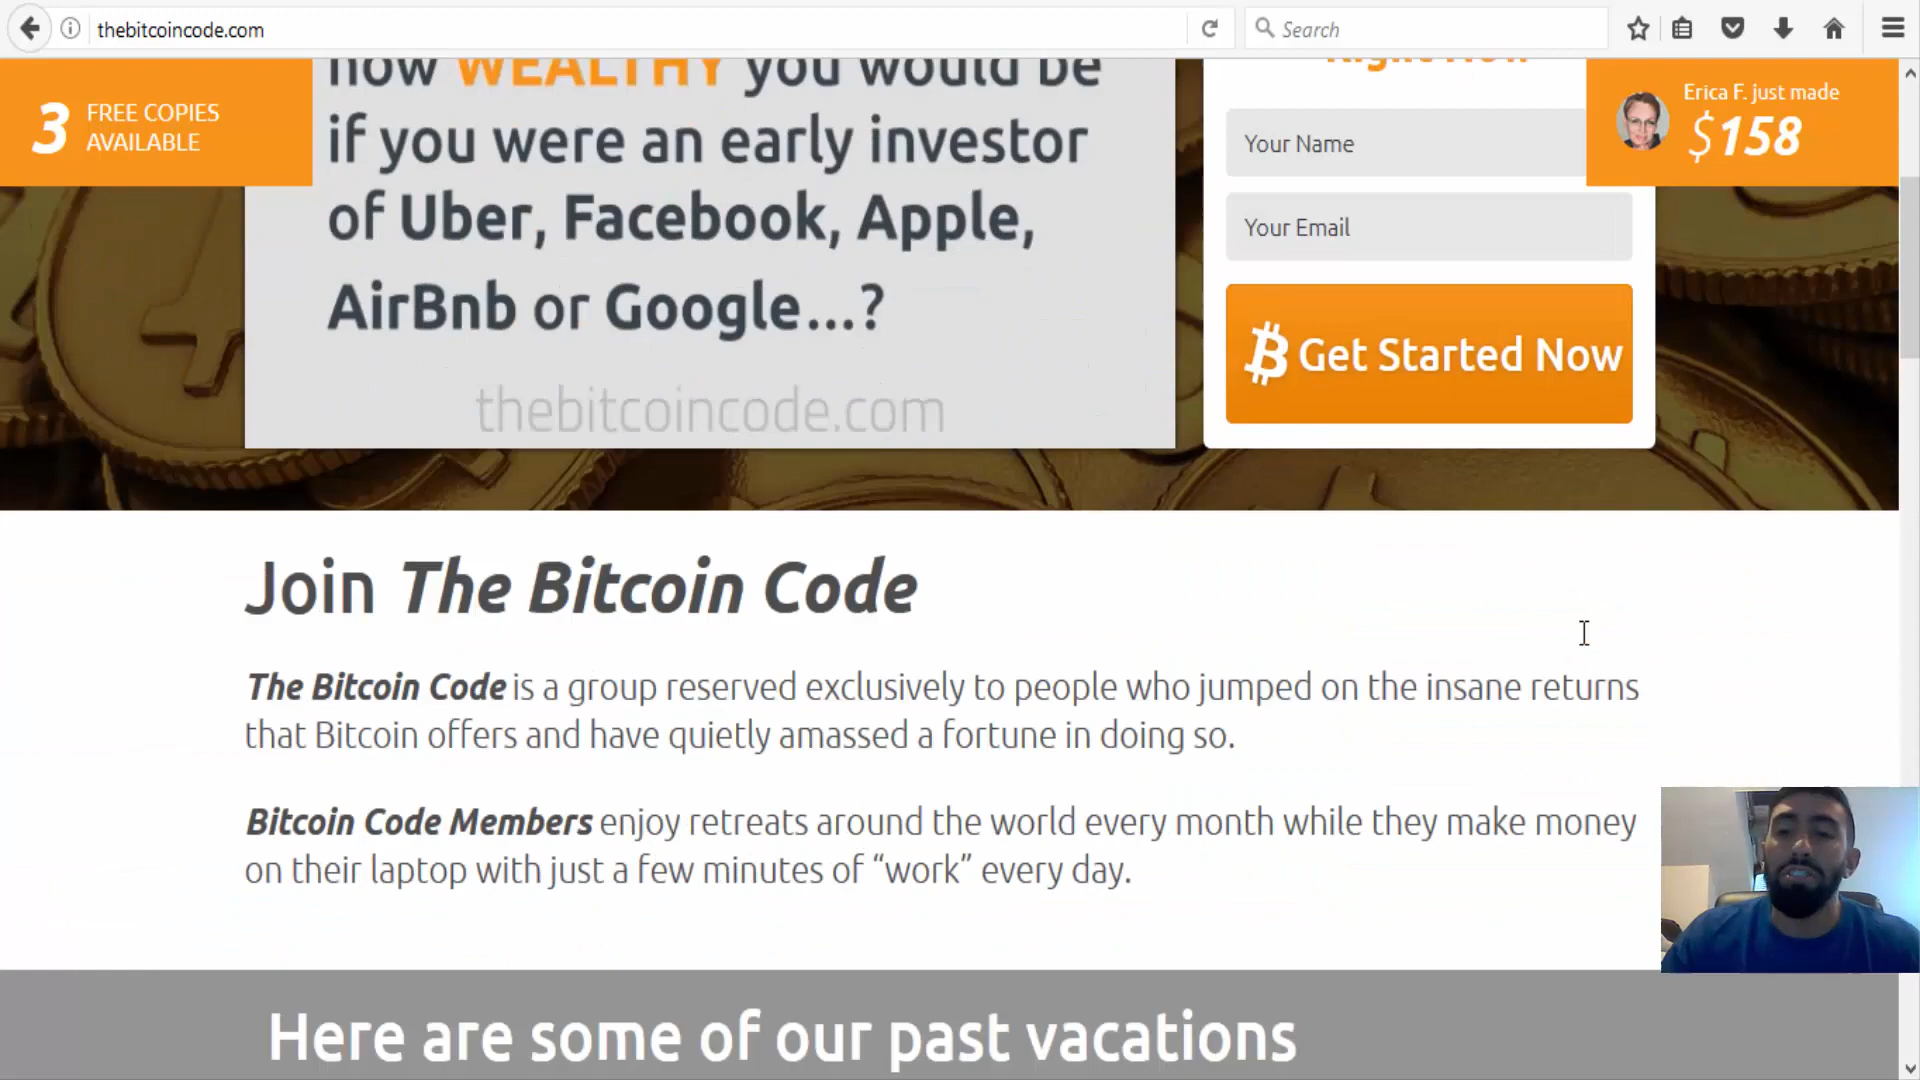 thebitcoincode.com
Search
how WEALTHY you would be
if you were an early investor
of Uber, Facebook, Apple,
AirBnb or Google...?
thebitcoincode.com
3 FREE COPIES
AVAILABLE
Right Now
Your Name
Your Email
Get Started Now
Erica F. just made
$158
Join The Bitcoin Code
The Bitcoin Code is a group reserved exclusively to people who jumped on the insane returns
that Bitcoin offers and have quietly amassed a fortune in doing so.
Bitcoin Code Members enjoy retreats around the world every month while they make money
on their laptop with just a few minutes of “work” every day.
Here are some of our past vacations